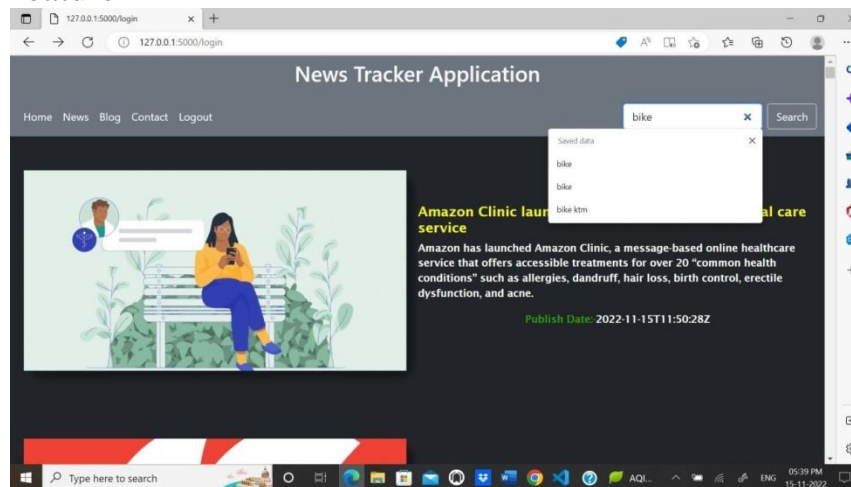 127.0.0.1:5000/login
127.0.0.1:5000/login
News Tracker Application
Home News Blog Contact Logout
bike
Search
Saved data
bike
bike
bike ktm
Amazon Clinic laun
al care
service
Amazon has launched Amazon Clinic, a message-based online healthcare
service that offers accessible treatments for over 20 "common health
conditions" such as allergies, dandruff, hair loss, birth control, erectile
dysfunction, and acne.
Publish Date: 2022-11-15T11:50:28Z
Type here to search
AQI...
ENG
05:39 PM
15-11-2022